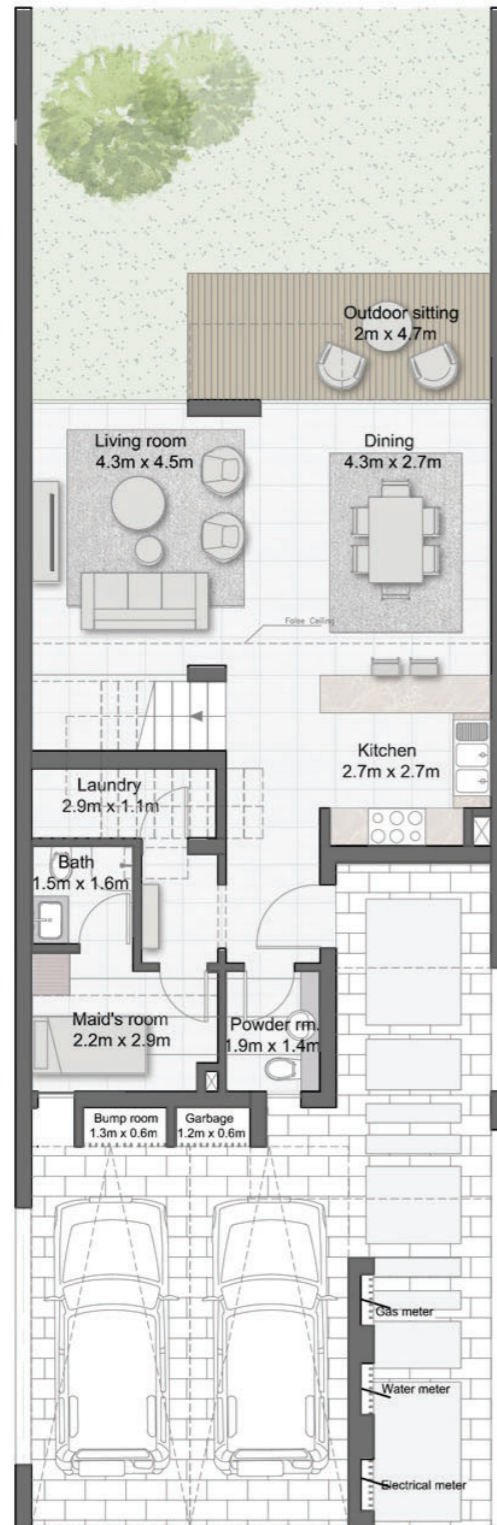 Outdoor sitting
2m x 4.7m
Living room
4.3m x 4.5m
Dining
4.3m x 2.7m
False Ceiling
Kitchen
2.7m x 2.7m
Laundry
2.9m x 1.1m
Bath
1.5m x 1.6m
Maid's room
2.2m x 2.9m
Powder rm.
1.9m x 1.4m
Bump room
1.3m x 0.6m
Garbage
1.2m x 0.6m
Gas meter
Water meter
Electrical meter